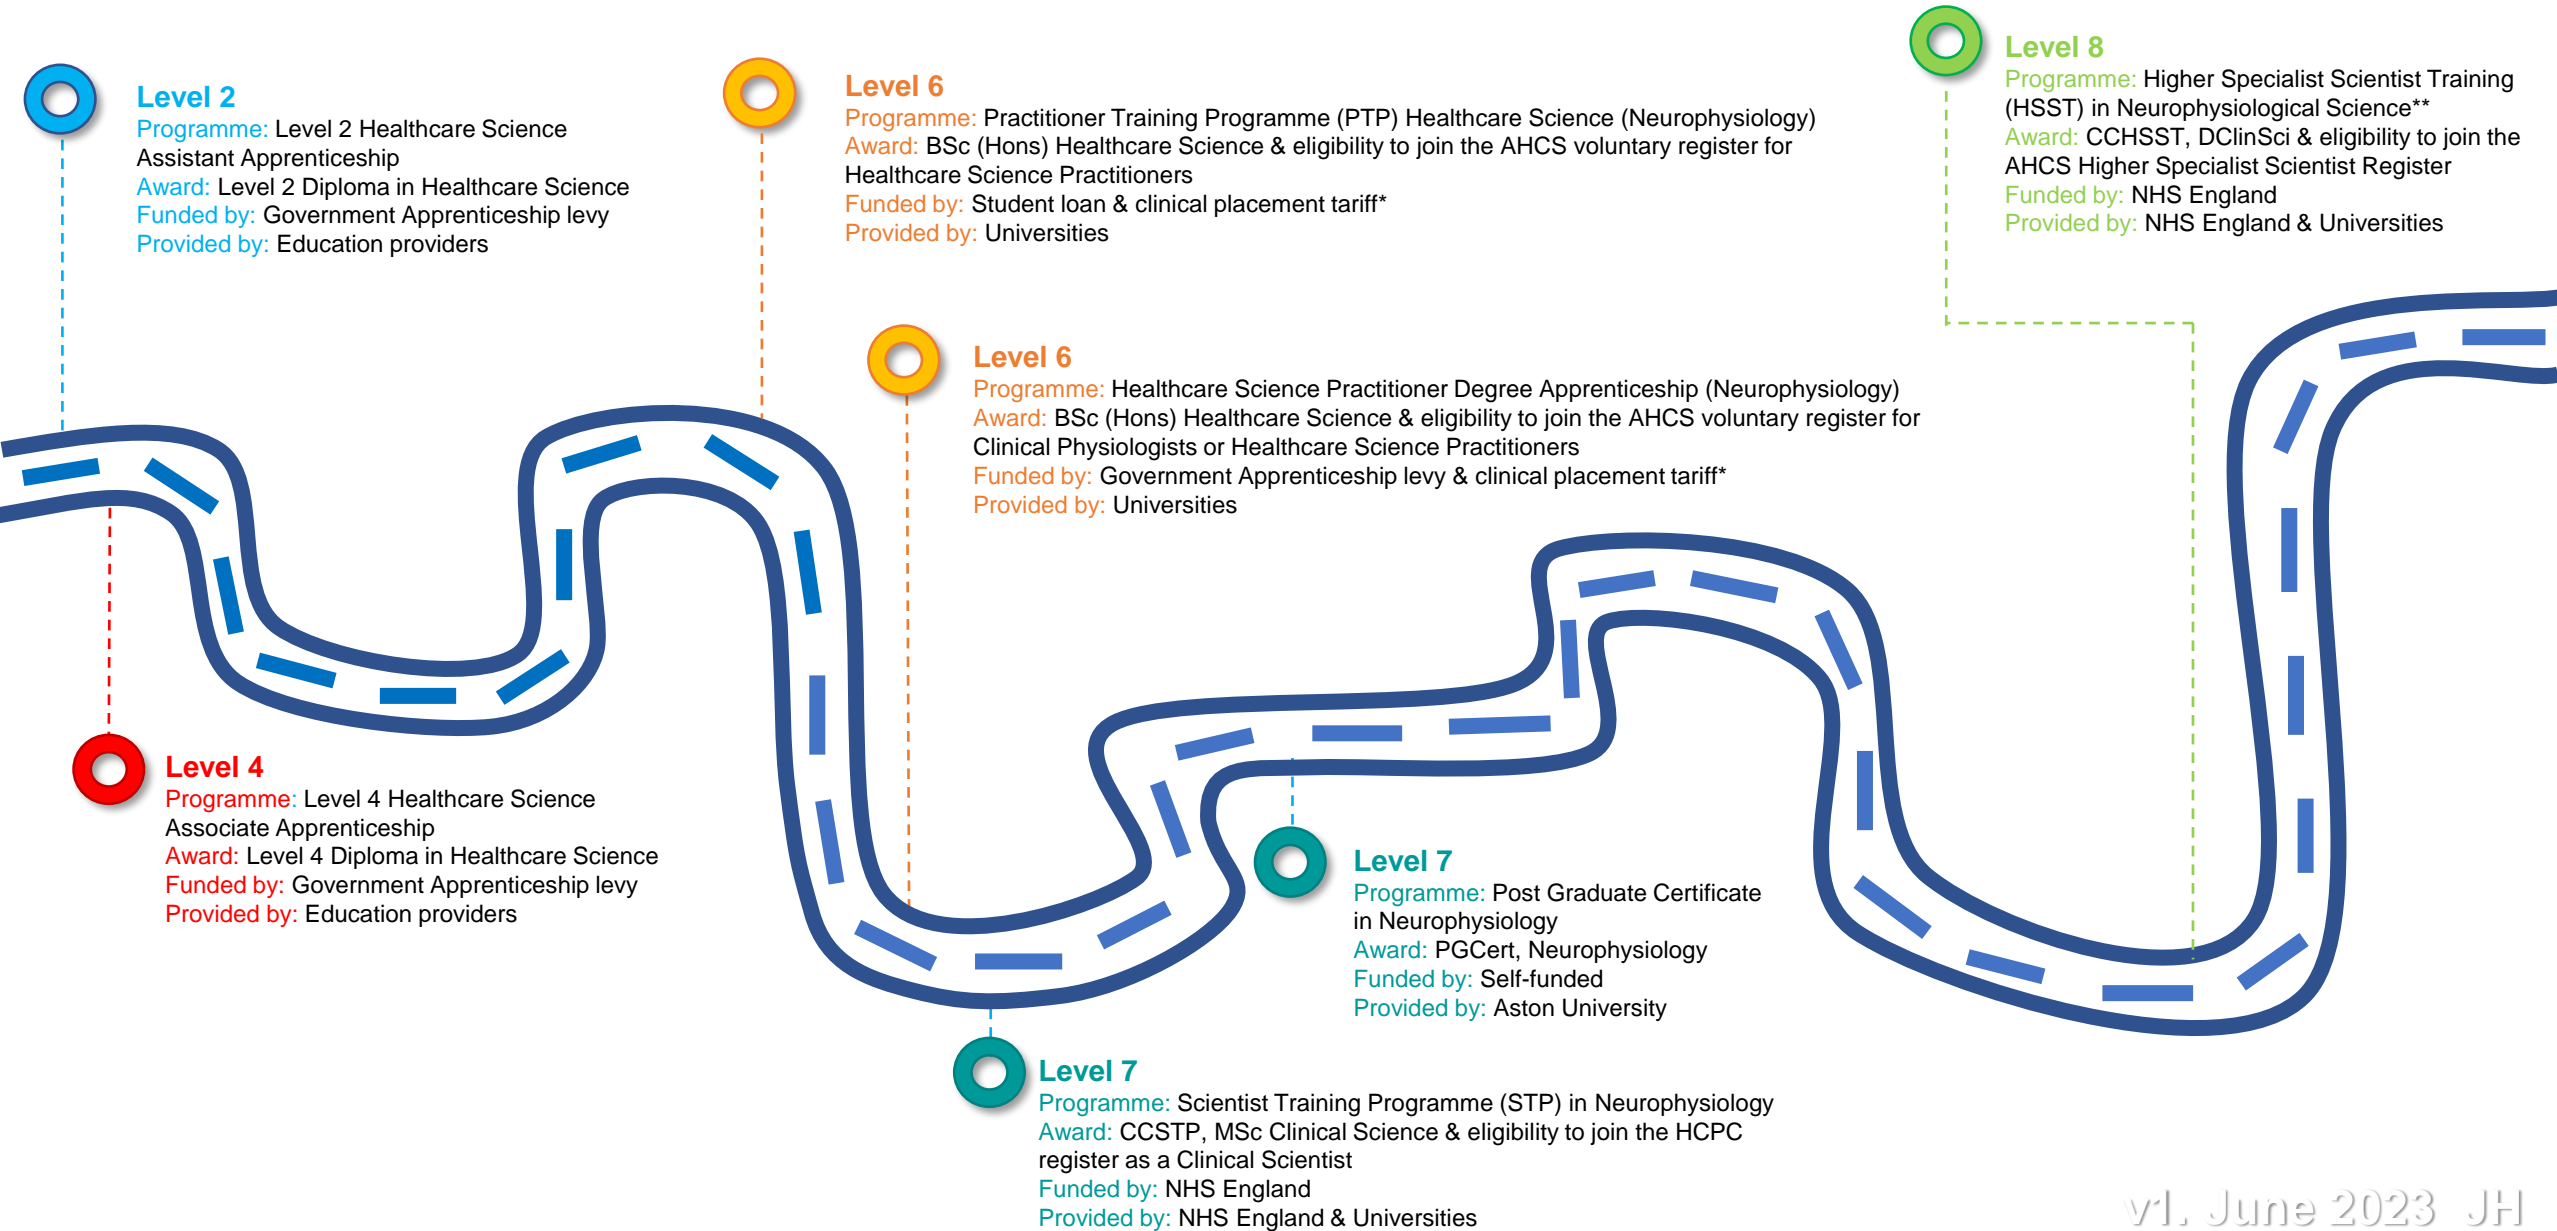 Level 2
Programme: Level 2 Healthcare Science
Assistant Apprenticeship
Award: Level 2 Diploma in Healthcare Science
Funded by: Government Apprenticeship levy
Provided by: Education providers
Level 6
Programme: Practitioner Training Programme (PTP) Healthcare Science (Neurophysiology)
Award: BSc (Hons) Healthcare Science & eligibility to join the AHCS voluntary register for
Healthcare Science Practitioners
Funded by: Student loan & clinical placement tariff*
Provided by: Universities
Level 8
Programme: Higher Specialist Scientist Training
(HSST) in Neurophysiological Science**
Award: CCHSST, DClinSci & eligibility to join the
AHCS Higher Specialist Scientist Register
Funded by: NHS England
Provided by: NHS England & Universities
Level 6
Programme: Healthcare Science Practitioner Degree Apprenticeship (Neurophysiology)
Award: BSc (Hons) Healthcare Science & eligibility to join the AHCS voluntary register for
Clinical Physiologists or Healthcare Science Practitioners
Funded by: Government Apprenticeship levy & clinical placement tariff*
Provided by: Universities
Level 4
Programme: Level 4 Healthcare Science
Associate Apprenticeship
Award: Level 4 Diploma in Healthcare Science
Funded by: Government Apprenticeship levy
Provided by: Education providers
Level 7
Programme: Post Graduate Certificate
in Neurophysiology
Award: PGCert, Neurophysiology
Funded by: Self-funded
Provided by: Aston University
Level 7
Programme: Scientist Training Programme (STP) in Neurophysiology
Award: CCSTP, MSc Clinical Science & eligibility to join the HCPC
register as a Clinical Scientist
Funded by: NHS England
Provided by: NHS England & Universities
v1. June 2023 JH